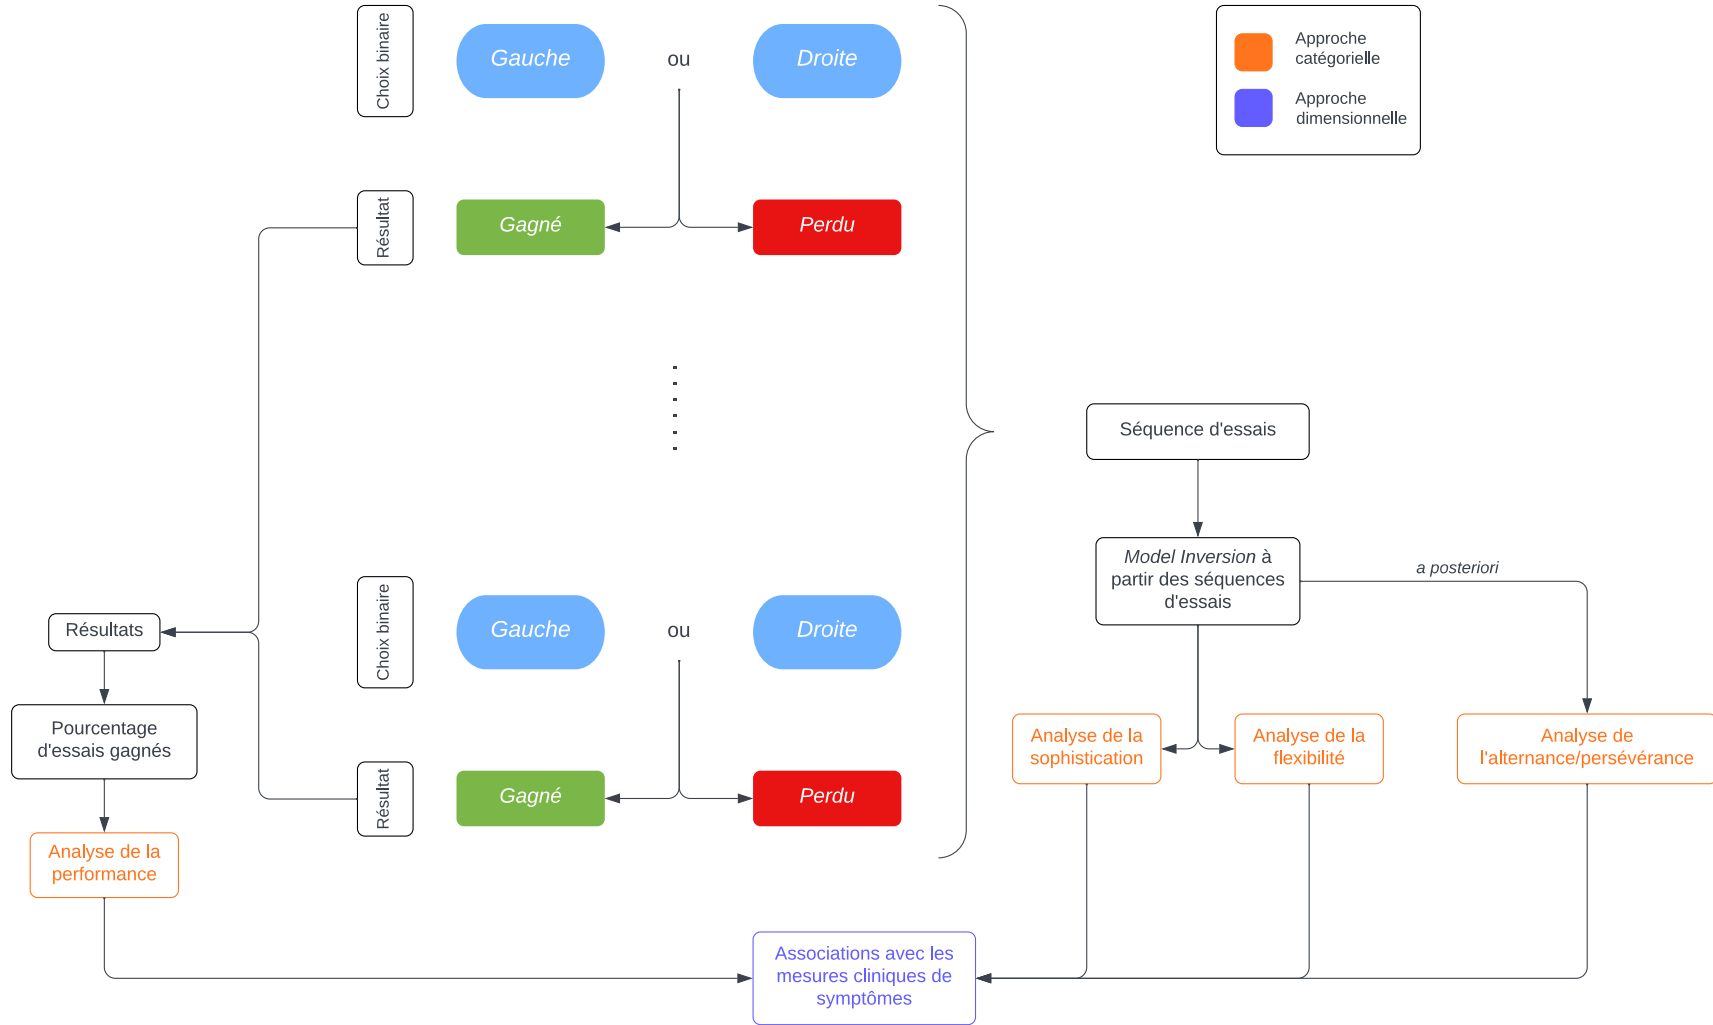 Choix binaire
Gauche
ou
Droite
Approche
catégorielle
Approche
dimensionnelle
Résultat
Gagné
Perdu
Séquence d'essais
Model Inversion à
partir des séquences
d'essais
a posteriori
Choix binaire
Gauche
ou
Droite
Résultats
Pourcentage
d'essais gagnés
Analyse de la
sophistication
Analyse de la
flexibilité
Analyse de
l'alternance/persévérance
Résultat
Gagné
Perdu
Analyse de la
performance
Associations avec les
mesures cliniques de
symptômes